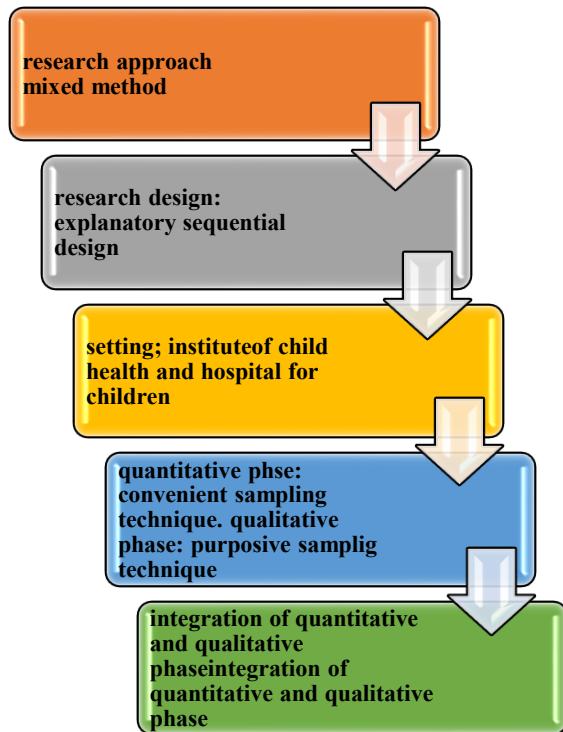 research approach
mixed method
research design:
explanatory sequential
design
setting; instituteof child
health and hospital for
children
quantitative phse:
convenient sampling
technique. qualitative
phase: purposive samplig
technique
integration of quantitative
and qualitative
phaseintegration of
quantitative and qualitative
phase